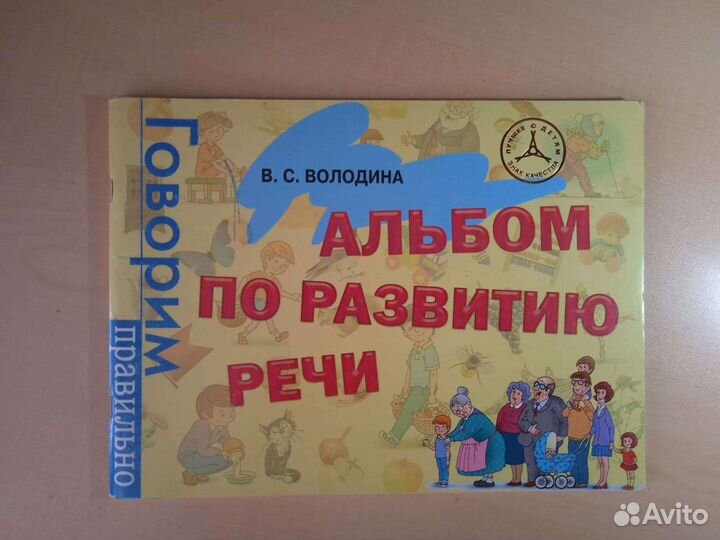 Говорим
правильно
В. С. ВОЛОДИНА
ЛУЧШЕЕ ДЕТЯМ
ЗНАК КАЧЕСТВА
АЛЬБОМ
ПО РАЗВИТИЮ
РЕЧИ
Avito